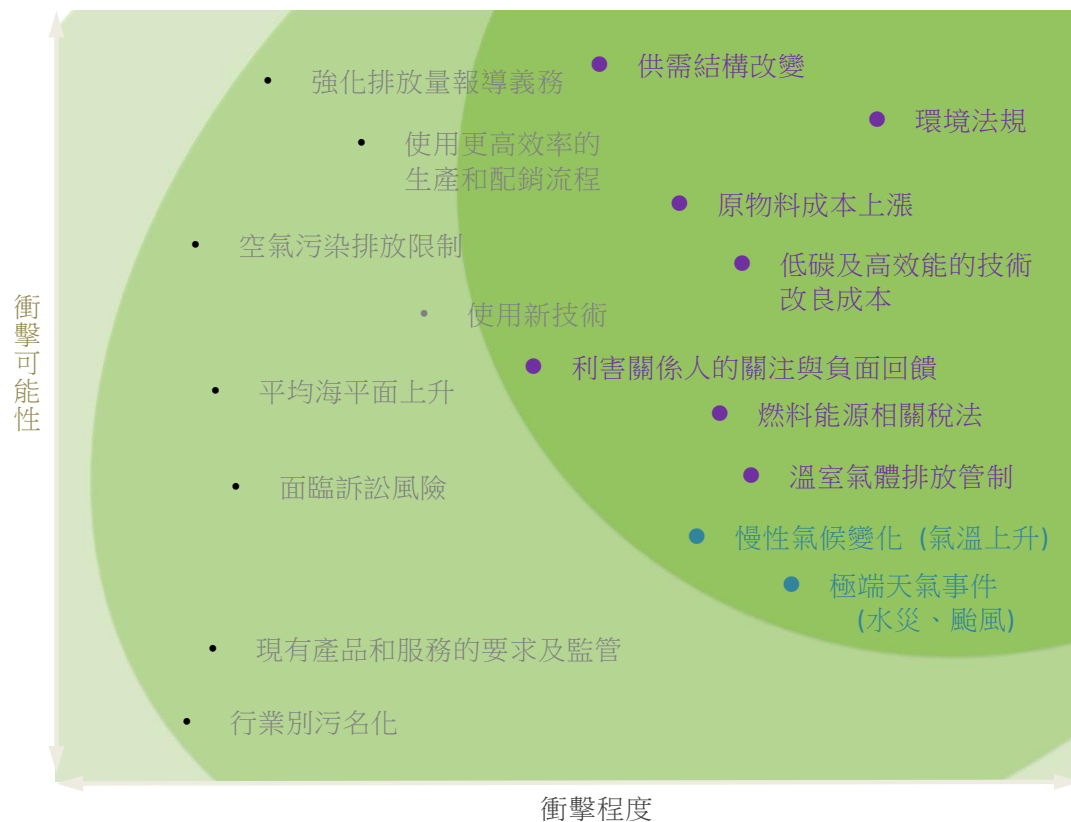 供需結構改變
強化排放量報導義務
環境法規
使用更高效率的
生產和配銷流程
原物料成本上漲
空氣污染排放限制
低碳及高效能的技術
改良成本
使用新技術
衝擊可能性
利害關係人的關注與負面回饋
平均海平面上升
燃料能源相關稅法
溫室氣體排放管制
面臨訴訟風險
慢性氣候變化 (氣溫上升)
極端天氣事件
(水災、颱風)
現有產品和服務的要求及監管
行業別污名化
衝擊程度